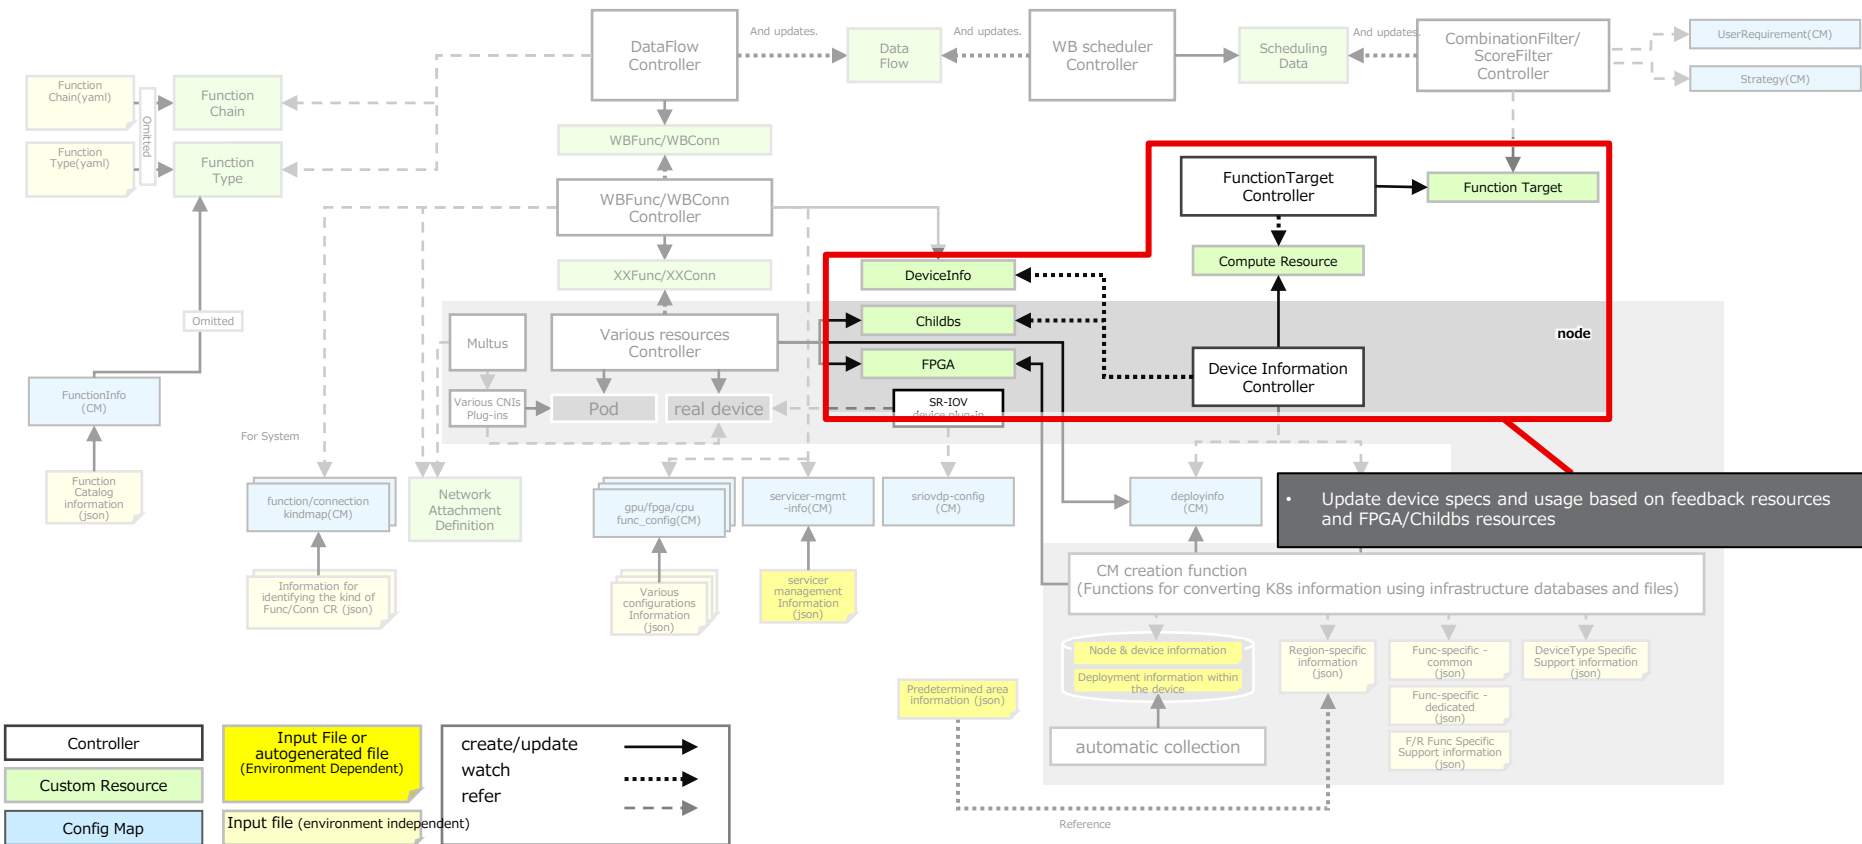 DataFlow
Controller
And updates.
Data
Flow
And updates.
WB scheduler
Controller
Scheduling
Data
And updates.
CombinationFilter/
ScoreFilter
Controller
UserRequirement(CM)
Strategy(CM)
Function
Chain(yaml)
Function
Type(yaml)
Omitted
Function
Chain
Function
Type
WBFunc/WBConn
WBFunc/WBConn
Controller
XXFunc/XXConn
FunctionTarget
Controller
Function Target
Compute Resource
DeviceInfo
Childbs
FPGA
node
Device Information
Controller
Omitted
Multus
Various resources
Controller
Various CNIs
Plug-ins
Pod
real device
SR-IOV
device plug-in
FunctionInfo
(CM)
For System
Function
Catalog
information
(json)
function/connection
kindmap(CM)
Network
Attachment
Definition
gpu/fpga/cpu
func_config(CM)
servicer-mgmt
-info(CM)
sriovdp-config
(CM)
deployinfo
(CM)
• Update device specs and usage based on feedback resources
and FPGA/Childbs resources
Information for
identifying the kind of
Func/Conn CR (json)
Various
configurations
Information
(json)
servicer
management
Information
(json)
CM creation function
(Functions for converting K8s information using infrastructure databases and files)
Node & device information
Deployment information within
the device
Region-specific
information
(json)
Func-specific -
common
(json)
DeviceType Specific
Support information
(json)
Predetermined area
information (json)
Func-specific -
dedicated
(json)
F/R Func Specific
Support information
(json)
automatic collection
Reference
Controller
Custom Resource
Config Map
Input File or
autogenerated file
(Environment Dependent)
Input file (environment independent)
create/update
watch
refer